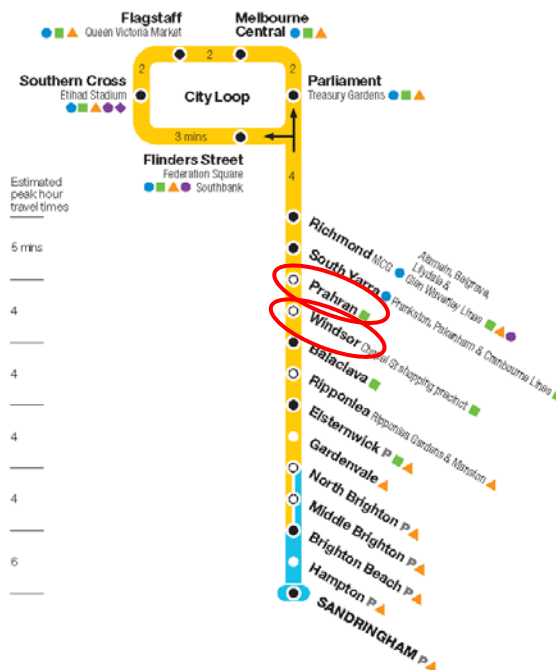 Flagstaff
Queen Victoria Market
Melbourne
Central
2
2
2
Southern Cross
Etihad Stadium
City Loop
Parliament
Treasury Gardens
3 mins
Flinders Street
Federation Square
Southbank
4
Estimated
peak hour
travel times
5 mins
4
4
4
4
6
Richmond MCG
Alamein, Belgrave,
Lilydale &
Glen Waverley Lines
South Yarra Frankston, Pakenham & Cranbourne Lines
Prahran
Windsor Chapel St shopping precinct
Balaclava
Ripponlea Ripponlea Gardens & Mansion
Elsternwick P
Gardenvale
North Brighton P
Middle Brighton P
Brighton Beach P
Hampton P
SANDRINGHAM P